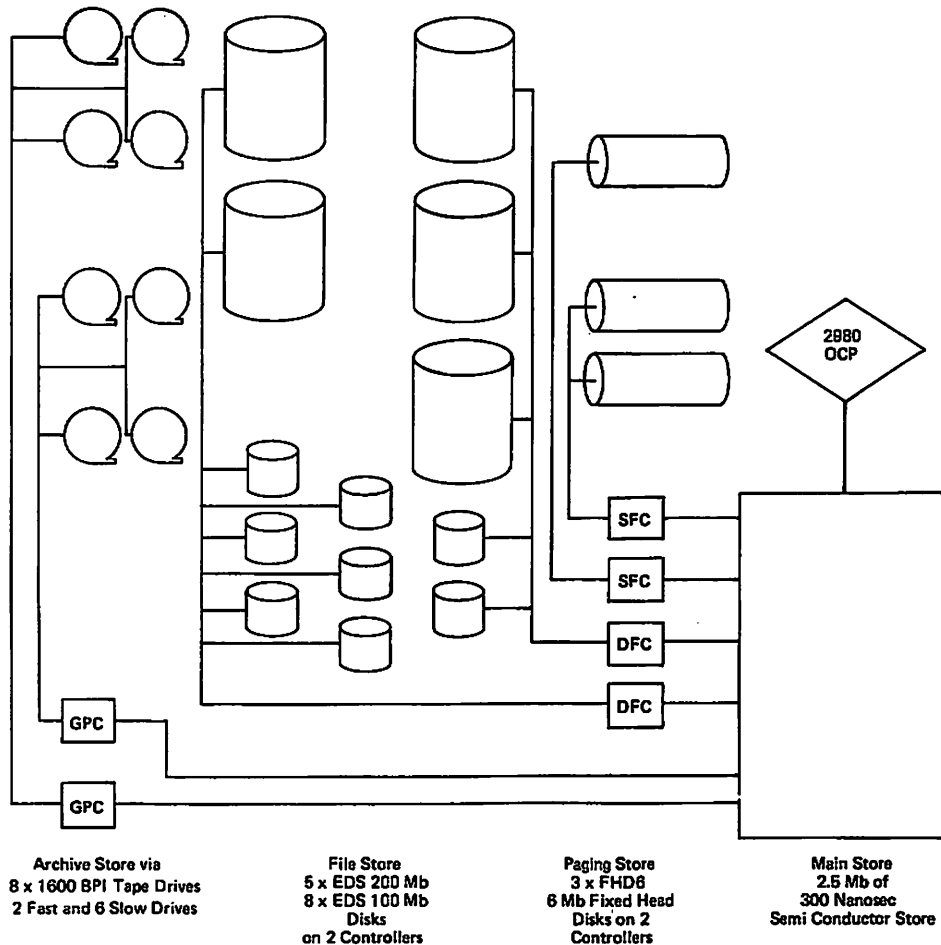 2980
OCP
SFC
SFC
DFC
DFC
GPC
GPC
Archive Store via
8 x 1600 BPI Tape Drives
2 Fast and 6 Slow Drives
File Store
5 x EDS 200 Mb
8 x EDS 100 Mb
Disks
on 2 Controllers
Paging Store
3 x FHD6
6 Mb Fixed Head
Disks on 2
Controllers
Main Store
2.5 Mb of
300 Nanosec
Semi Conductor Store